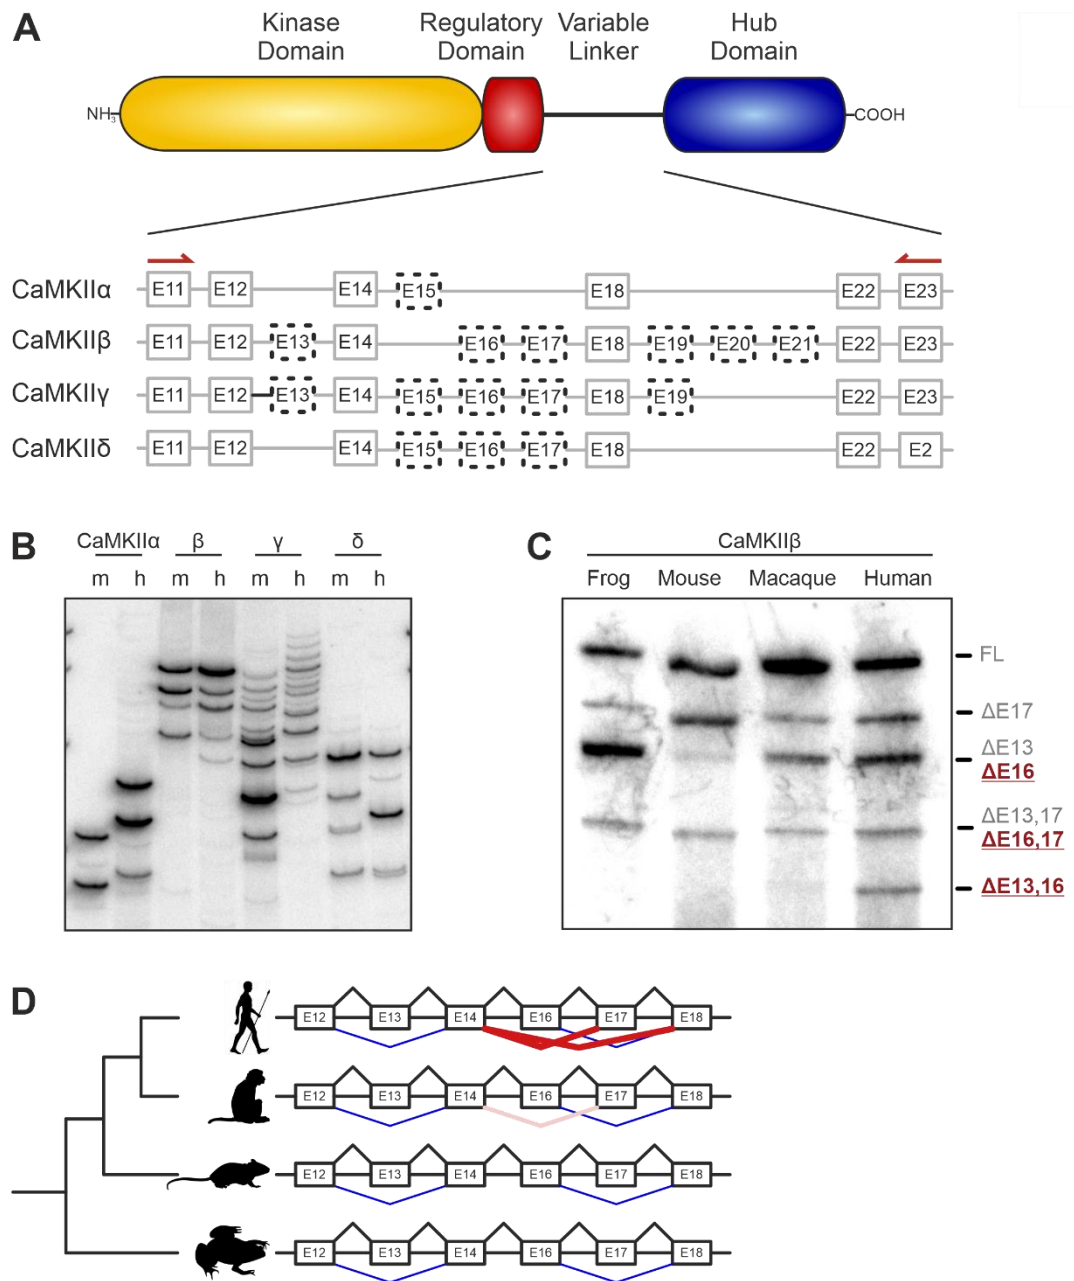 A
Kinase Domain
Regulatory Domain
Variable Linker
Hub Domain
NH3
COOH
CaMKIIα E11 E12 E14 E15 E18 E22 E23
CaMKIIβ E11 E12 E13 E14 E16 E17 E18 E19 E20 E21 E22 E23
CaMKIIγ E11 E12 E13 E14 E15 E16 E17 E18 E19 E22 E23
CaMKIIδ E11 E12 E14 E15 E16 E17 E18 E22 E2
B
CaMKIIα β γ δ
m h m h m h m h
C
CaMKIIβ
Frog Mouse Macaque Human
FL
ΔE17
ΔE13
ΔE16
ΔE13,17
ΔE16,17
ΔE13,16
D
E12 E13 E14 E16 E17 E18
E12 E13 E14 E16 E17 E18
E12 E13 E14 E16 E17 E18
E12 E13 E14 E16 E17 E18